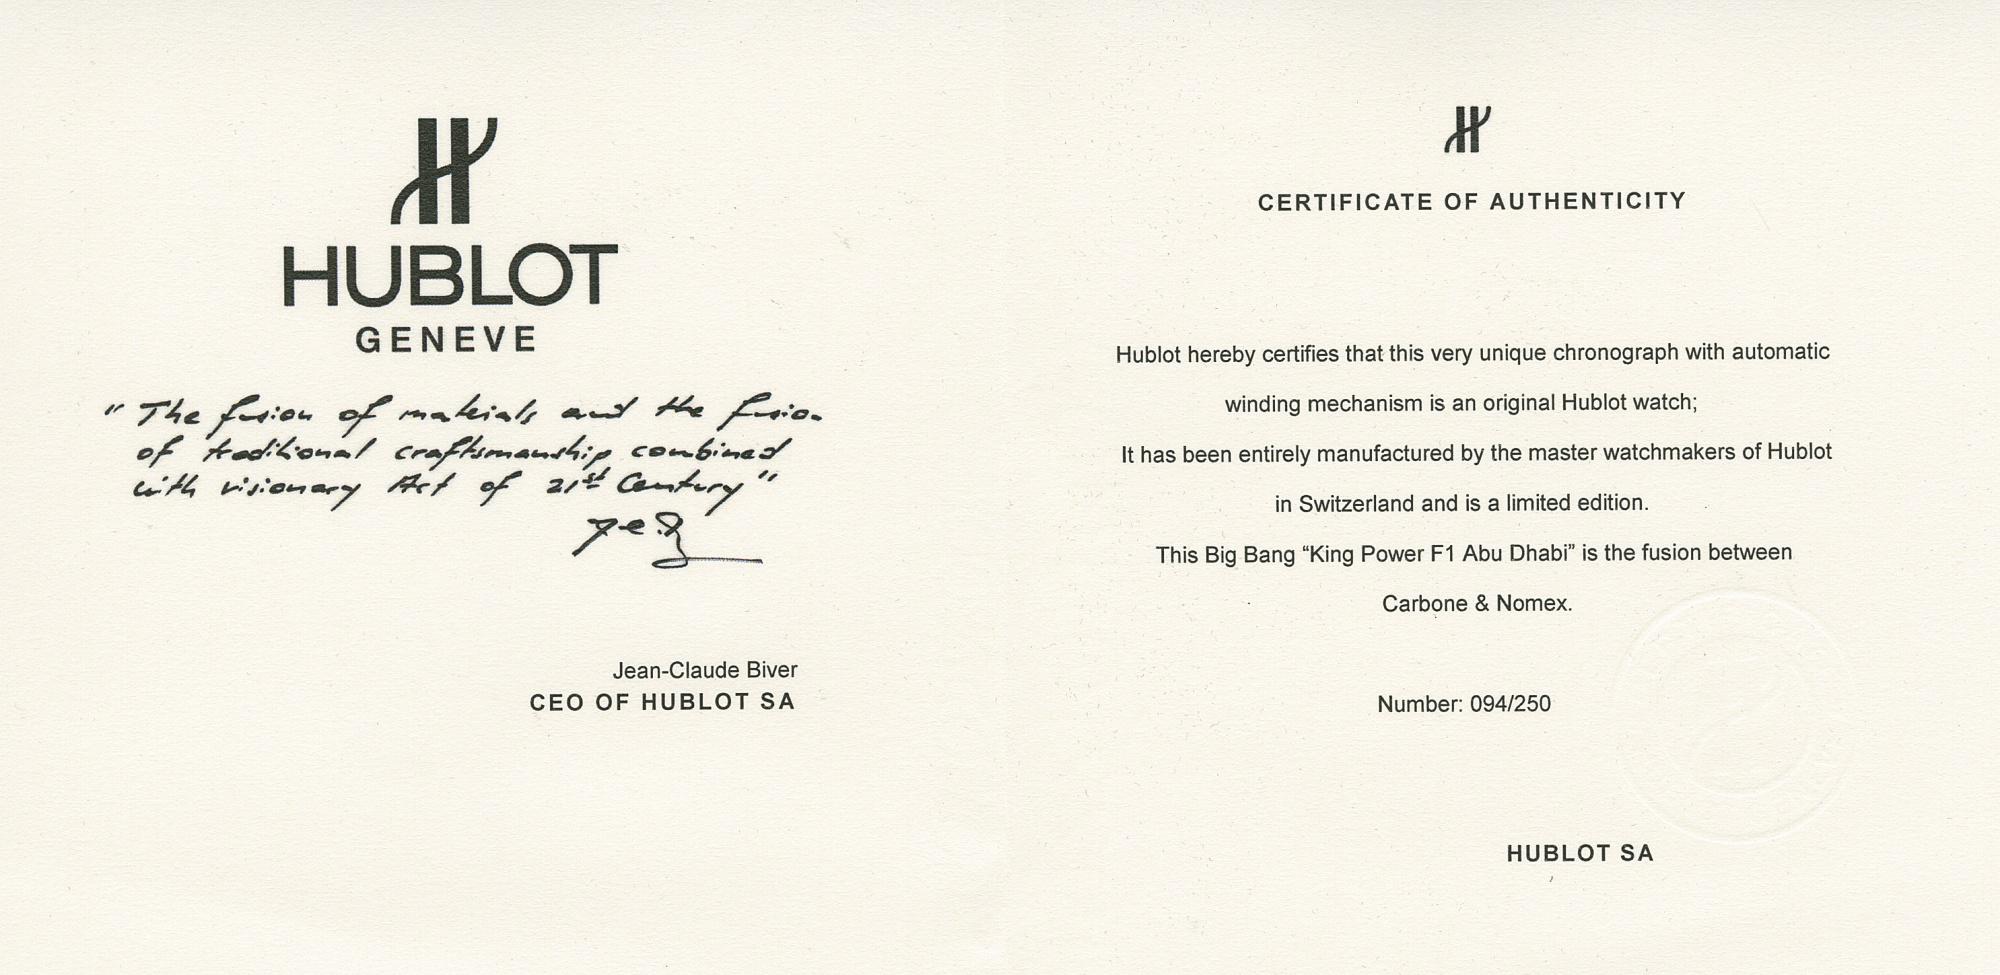 HUBLOT
GENEVE
"The fusion of materials and the fusion
of traditional craftsmanship combined
with visionary Art of 21st Century"
Jean-Claude Biver
CEO OF HUBLOT SA
CERTIFICATE OF AUTHENTICITY
Hublot hereby certifies that this very unique chronograph with automatic
winding mechanism is an original Hublot watch;
It has been entirely manufactured by the master watchmakers of Hublot
in Switzerland and is a limited edition.
This Big Bang “King Power F1 Abu Dhabi” is the fusion between
Carbone & Nomex.
Number: 094/250
HUBLOT SA